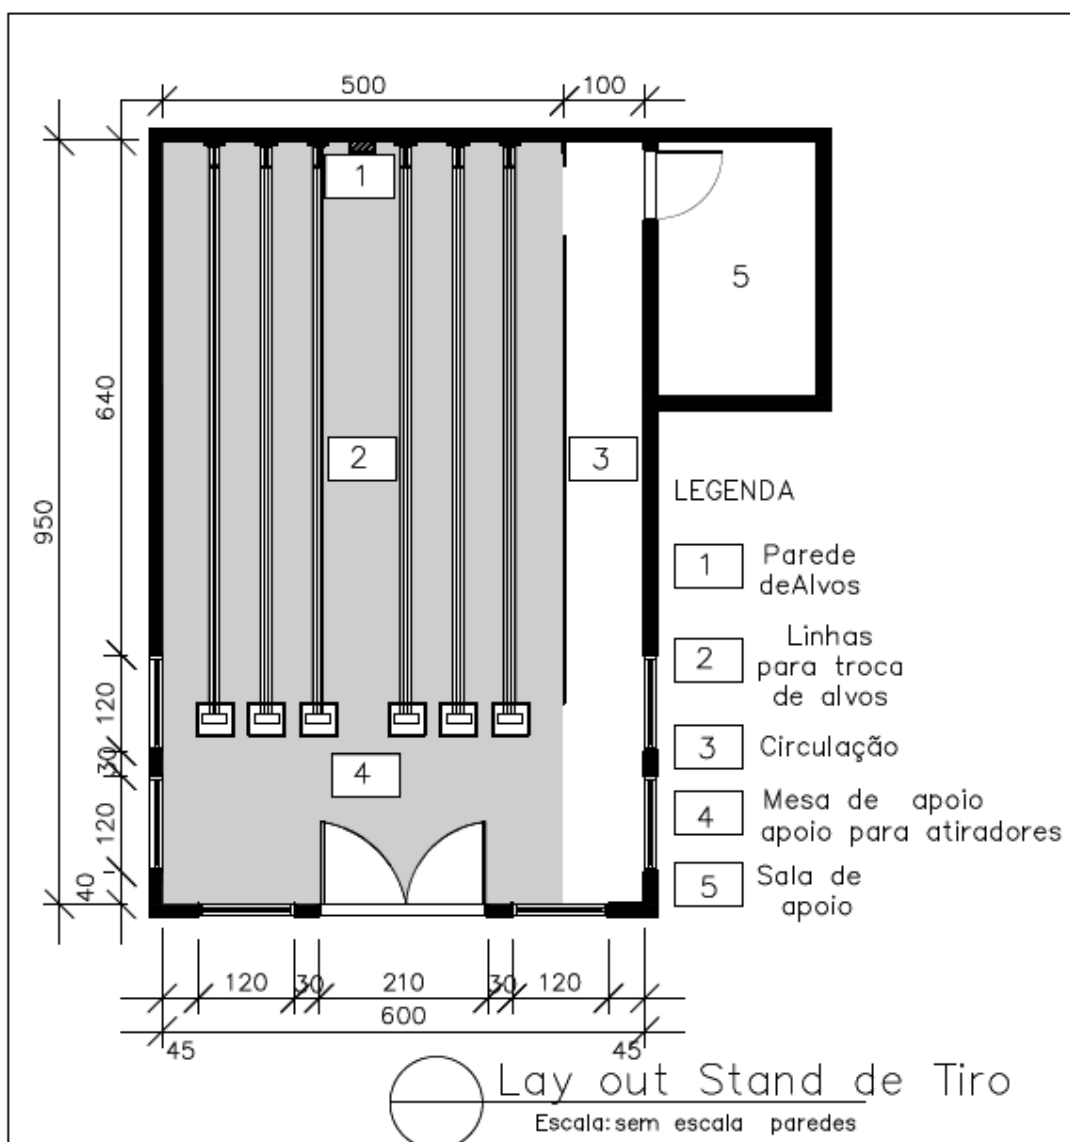 500
100
1
5
640
950
2
3
LEGENDA
1
Parede
deAlvos
2
Linhas
para troca
de alvos
120
30
3
Circulação
4
4
Mesa de apoio
apoio para atiradores
120
40
5
Sala de
apoio
120
30
210
30
120
600
45
45
Lay out Stand de Tiro
Escala: sem escala paredes